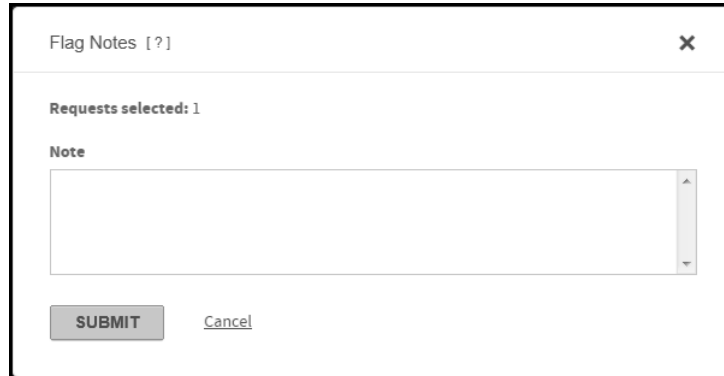 Flag Notes [?]
Requests selected: 1
Note
SUBMIT
Cancel